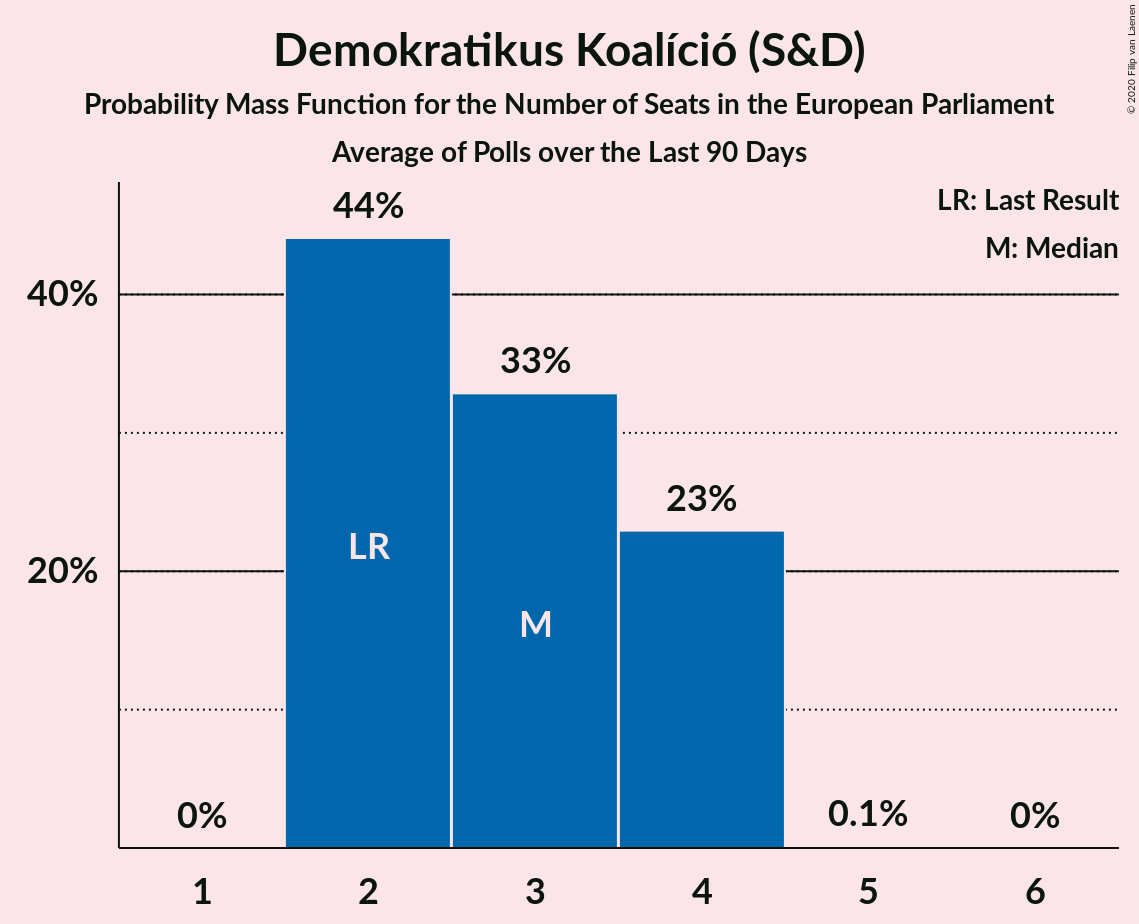 Demokratikus Koalíció (S&D)
Probability Mass Function for the Number of Seats in the European Parliament
Average of Polls over the Last 90 Days
© 2020 Filip van Laenen
LR: Last Result
M: Median
44%
40%
33%
23%
LR
20%
M
0%
0.1%
0%
1 2 3 4 5 6